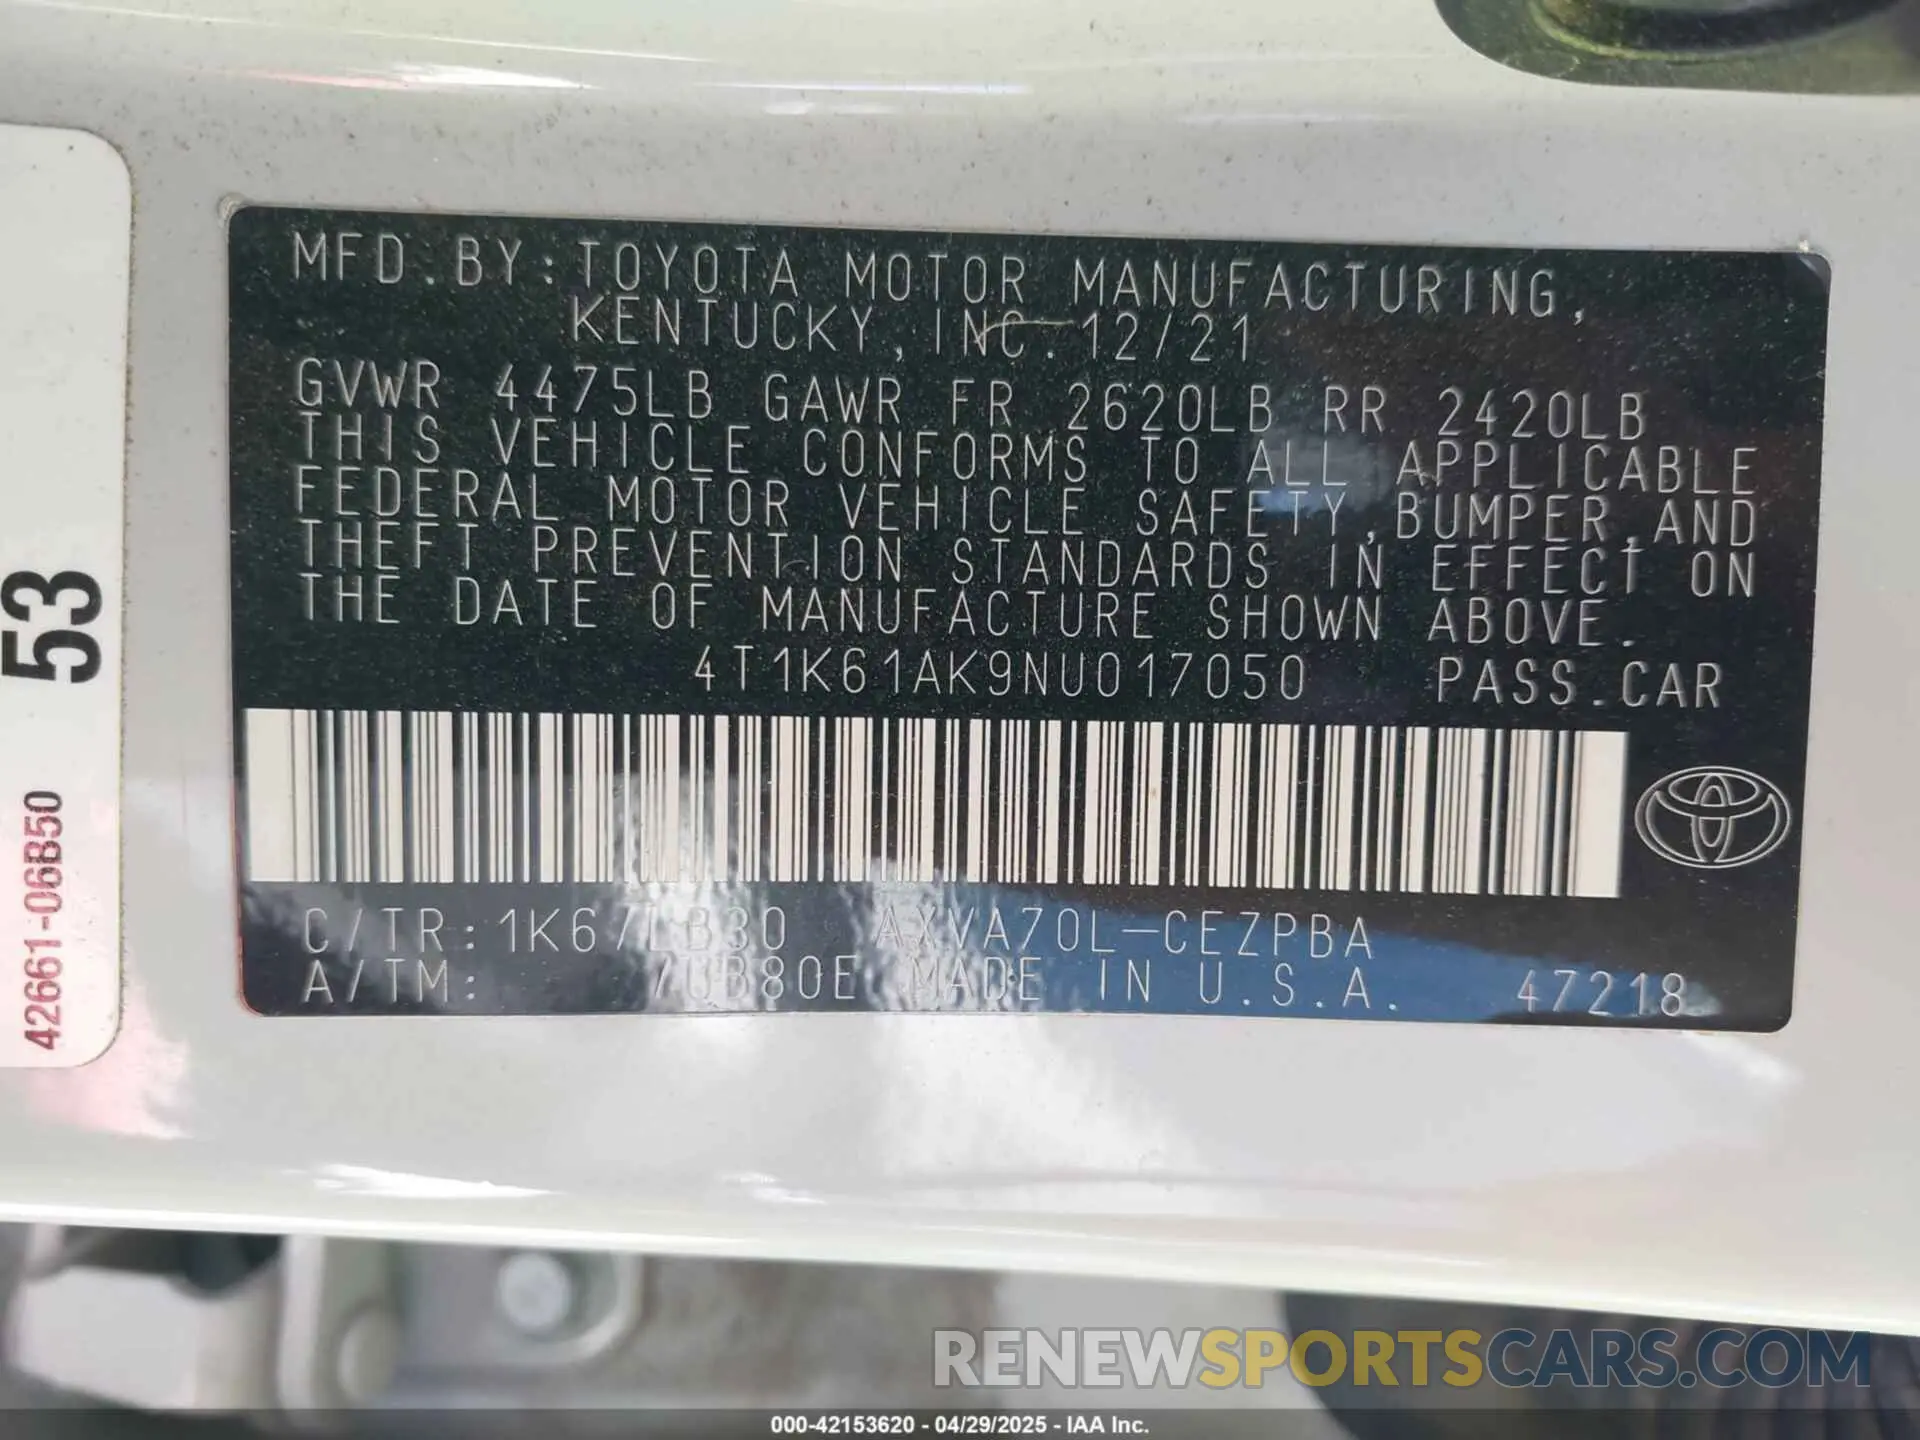 MFD.BY:TOYOTA MOTOR MANUFACTURING,
KENTUCKY,INC. 12/21
GVWR 4475LB GAWR FR 2620LB RR 2420LB
THIS VEHICLE CONFORMS TO ALL APPLICABLE
FEDERAL MOTOR VEHICLE SAFETY,BUMPER,AND
THEFT PREVENTION STANDARDS IN EFFECT ON
THE DATE OF MANUFACTURE SHOWN ABOVE.
4T1K61AK9NU017050 PASS.CAR
C/TR: AXVA70L-CEZPBA
A/TM: MADE IN U.S.A. 47218
53
42661-06B50
RENEWSPORTSCARS.COM
000-42153620 - 04/29/2025 - IAA Inc.